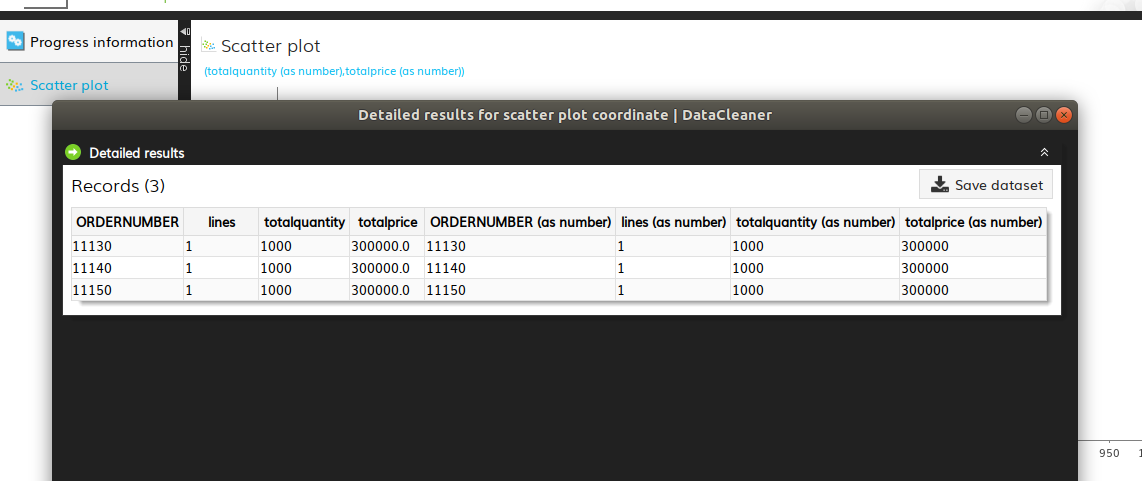 Progress information
Scatter plot
hide
Scatter plot
(totalquantity (as number),totalprice (as number))
Detailed results for scatter plot coordinate | DataCleaner
Detailed results
Records (3)
Save dataset
ORDERNUMBER lines totalquantity totalprice ORDERNUMBER (as number) lines (as number) totalquantity (as number) totalprice (as number)
11130 1 1000 300000.0 11130 1 1000 300000
11140 1 1000 300000.0 11140 1 1000 300000
11150 1 1000 300000.0 11150 1 1000 300000
950